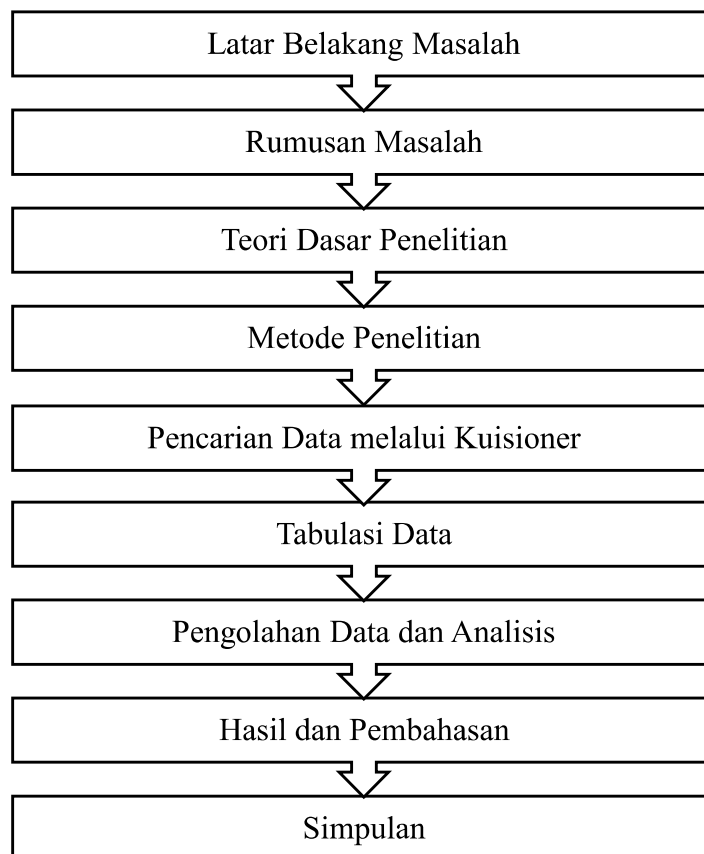 Latar Belakang Masalah
Rumusan Masalah
Teori Dasar Penelitian
Metode Penelitian
Pencarian Data melalui Kuisioner
Tabulasi Data
Pengolahan Data dan Analisis
Hasil dan Pembahasan
Simpulan